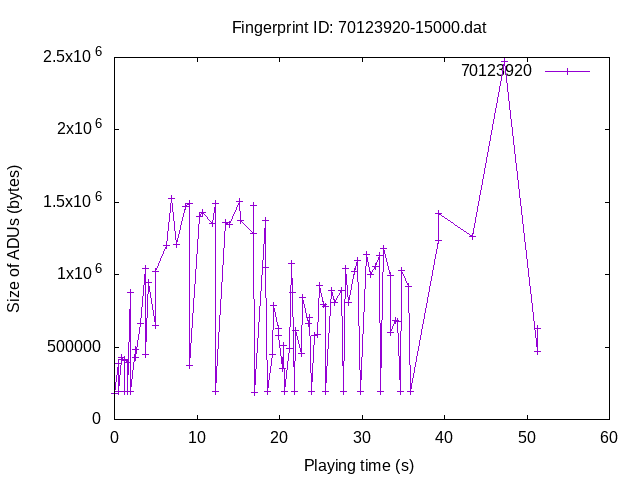 Fingerprint ID: 70123920-15000.dat
70123920
Size of ADUs (bytes)
2.5x10^6
2x10^6
1.5x10^6
1x10^6
500000
0
0 10 20 30 40 50 60
Playing time (s)